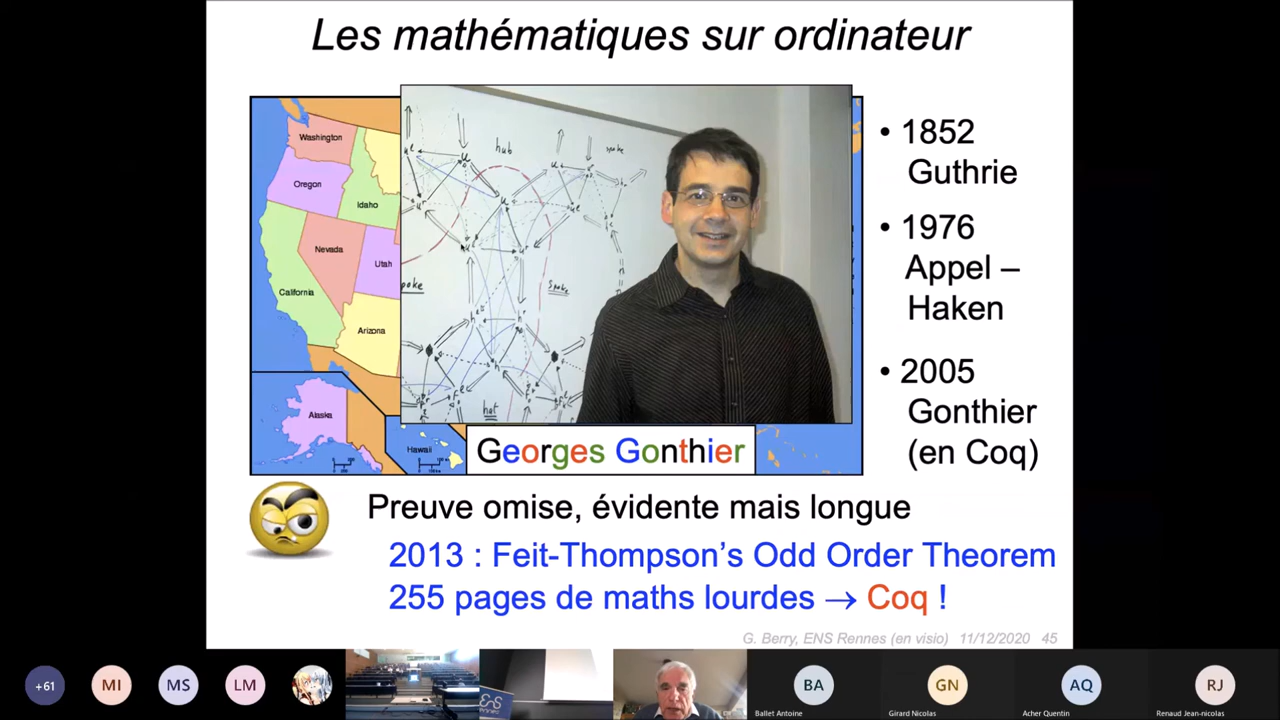 Les mathématiques sur ordinateur
Washington
Oregon
Idaho
Nevada
Utah
California
Arizona
Alaska
Hawaii
hub
spoke
spoke
hat
Georges Gonthier
• 1852
Guthrie
• 1976
Appel –
Haken
• 2005
Gonthier
(en Coq)
Preuve omise, évidente mais longue
2013 : Feit-Thompson's Odd Order Theorem
255 pages de maths lourdes → Coq !
G. Berry, ENS Rennes (en visio) 11/12/2020 45
+61
MI
MS
LM
BA
Ballet Antoine
GN
Girard Nicolas
AQ
Acher Quentin
RJ
Renaud Jean-nicolas